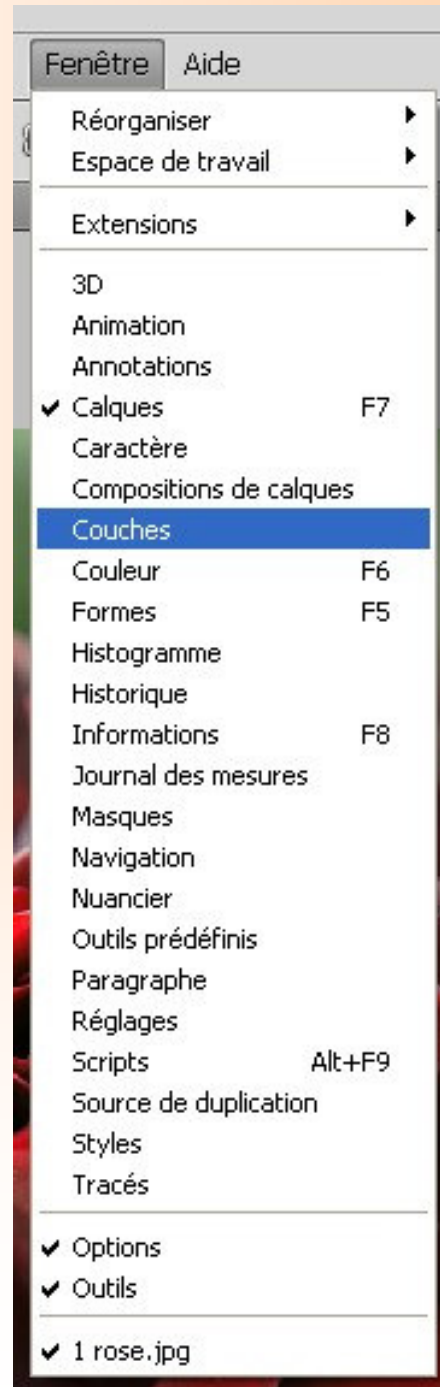 Fenêtre Aide
Réorganiser
Espace de travail
Extensions
3D
Animation
Annotations
Calques F7
Caractère
Compositions de calques
Couches
Couleur F6
Formes F5
Histogramme
Historique
Informations F8
Journal des mesures
Masques
Navigation
Nuancier
Outils prédéfinis
Paragraphe
Réglages
Scripts Alt+F9
Source de duplication
Styles
Tracés
Options
Outils
1 rose.jpg